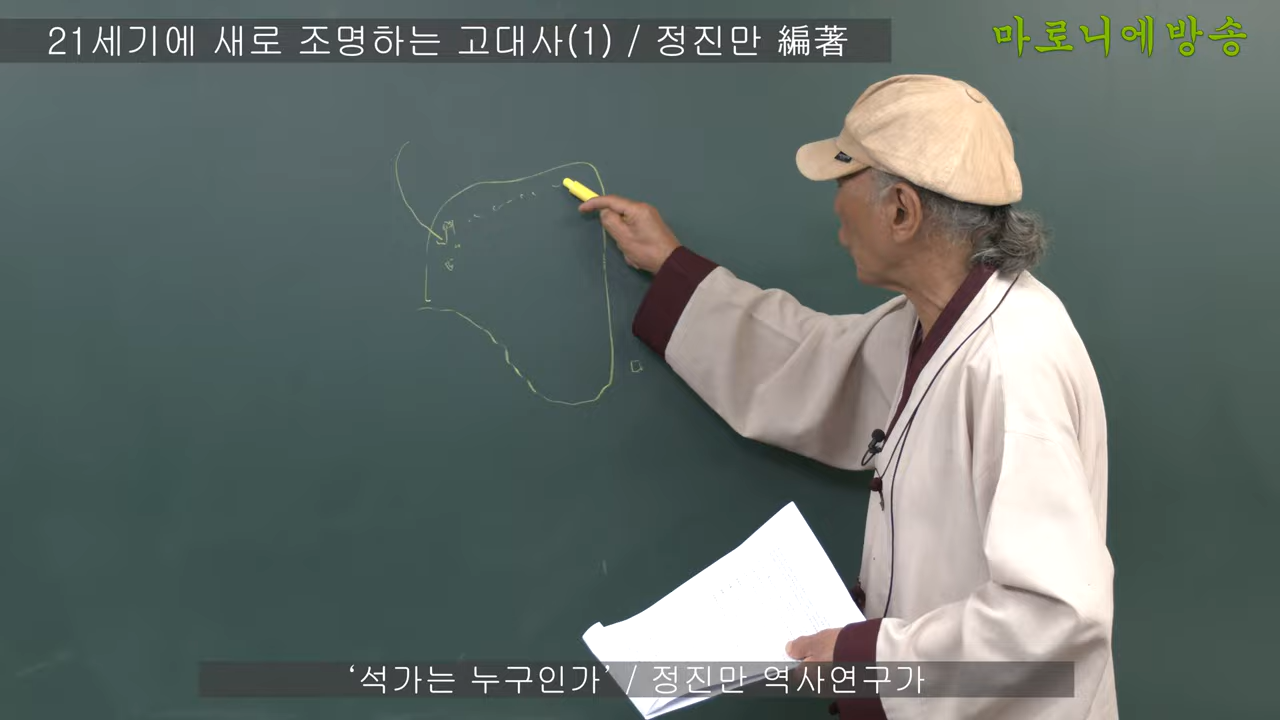 21세기에 새로 조명하는 고대사(1) / 정진만 編著
마로니에방송
‘석가는 누구인가’ / 정진만 역사연구가